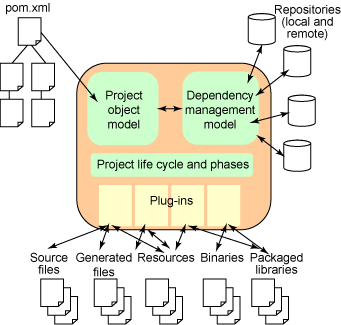 pom.xml
Repositories
(local and
remote)
Project
object
model
Dependency
management
model
Project life cycle and phases
Plug-ins
Source
files
Generated
files
Resources
Binaries
Packaged
libraries